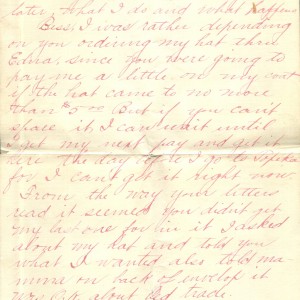 later, what I do and what happens
Bess, I was rather depending
on you ordering my hat thru
Edna, since you were going to
pay me a little on my coat
if the hat came to no more
than $5.00 But if you can't
spare it I can wait until
I get my next pay and get it
here the day before I go to Topeka
for I can't get it right now.
From the way your letters
read it seemed you didn't get
my last one for in it I asked
about my hat and told you
what I wanted also told ma
more on back of envelop it
was O.K. about trade